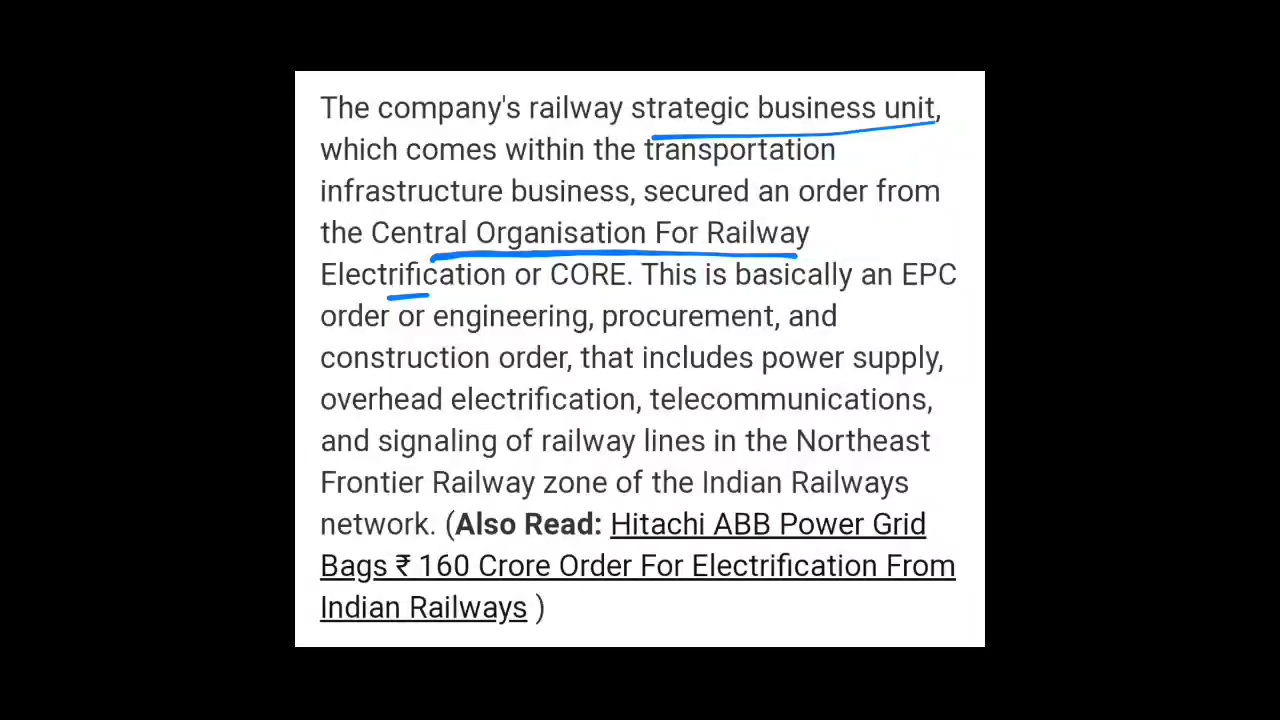 The company's railway strategic business unit,
which comes within the transportation
infrastructure business, secured an order from
the Central Organisation For Railway
Electrification or CORE. This is basically an EPC
order or engineering, procurement, and
construction order, that includes power supply,
overhead electrification, telecommunications,
and signaling of railway lines in the Northeast
Frontier Railway zone of the Indian Railways
network. (Also Read: Hitachi ABB Power Grid
Bags ₹ 160 Crore Order For Electrification From
Indian Railways )